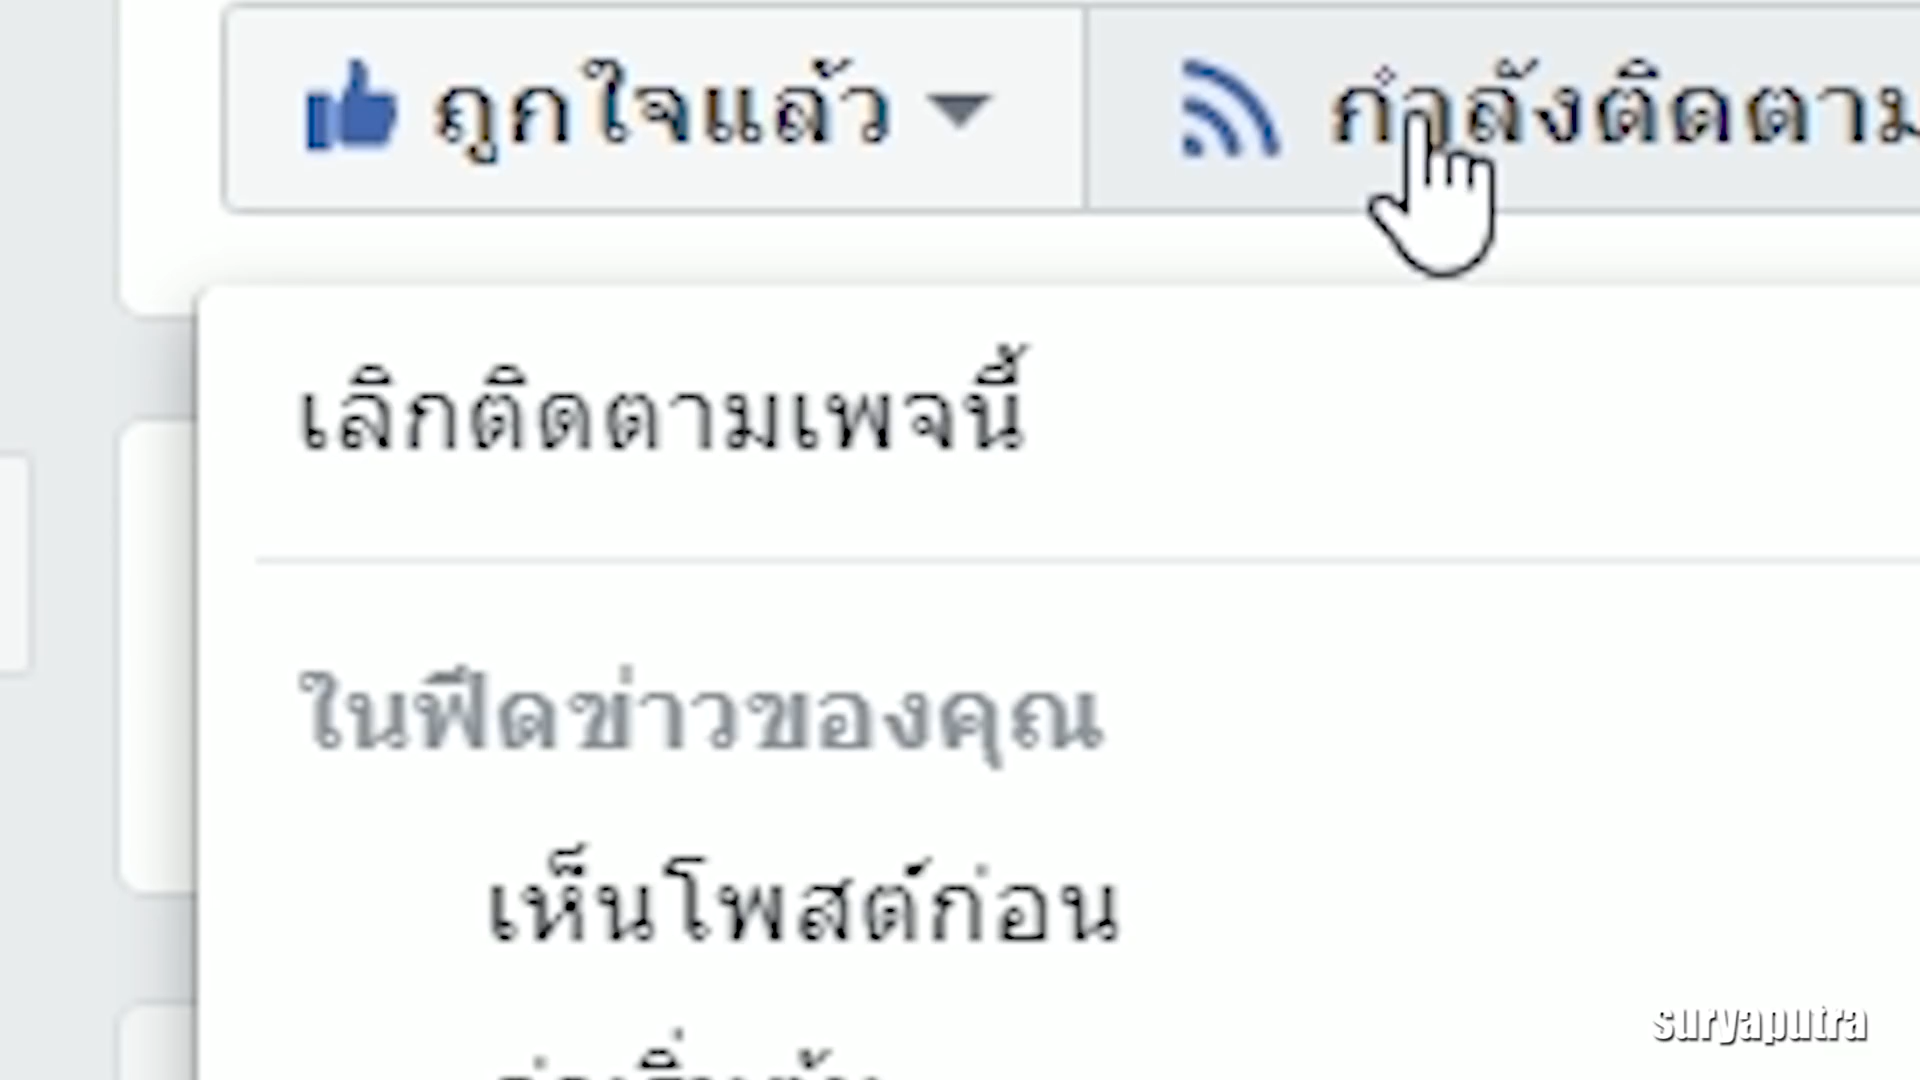 ถูกใจแล้ว กำลังติดตาม
เลิกติดตามเพจนี้
ในฟีดข่าวของคุณ
เห็นโพสต์ก่อน
suryaputra